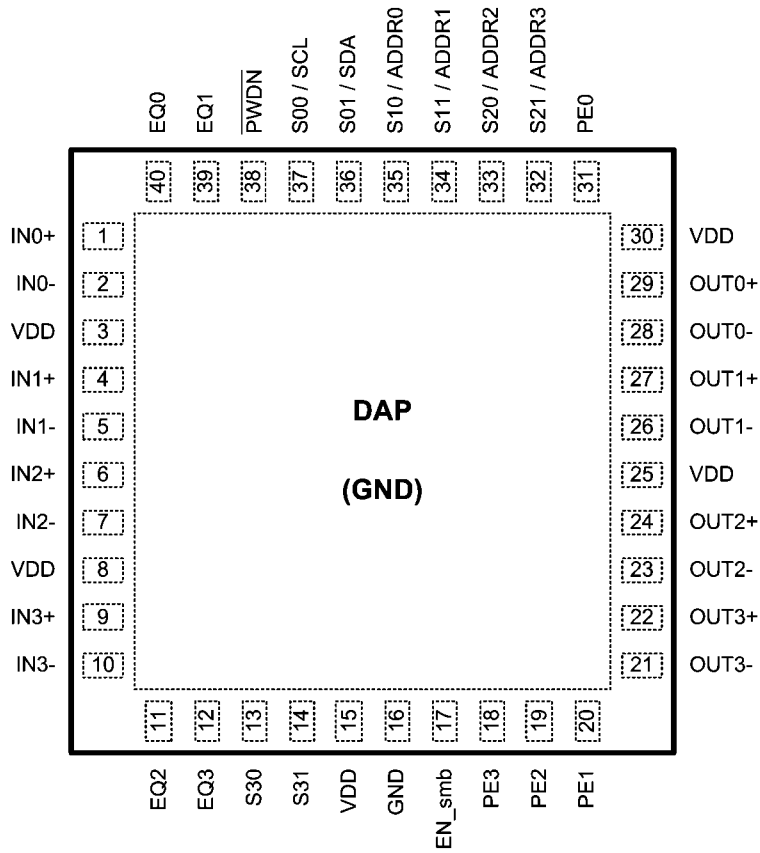 EQ0
EQ1
PWDN
S00 / SCL
S01 / SDA
S10 / ADDR0
S11 / ADDR1
S20 / ADDR2
S21 / ADDR3
PE0
40
39
38
37
36
35
34
33
32
31
IN0+ 1
IN0- 2
VDD 3
IN1+ 4
IN1- 5
IN2+ 6
IN2- 7
VDD 8
IN3+ 9
IN3- 10
DAP
(GND)
30 VDD
29 OUT0+
28 OUT0-
27 OUT1+
26 OUT1-
25 VDD
24 OUT2+
23 OUT2-
22 OUT3+
21 OUT3-
11
12
13
14
15
16
17
18
19
20
EQ2
EQ3
S30
S31
VDD
GND
EN_smb
PE3
PE2
PE1